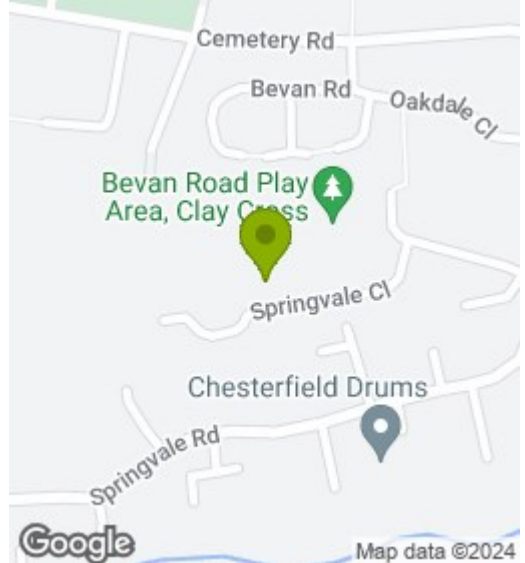 Cemetery Rd
Bevan Rd
Oakdale Cl
Bevan Road Play
Area, Clay Cross
Springvale Cl
Chesterfield Drums
Springvale Rd
Google
Map data ©2024